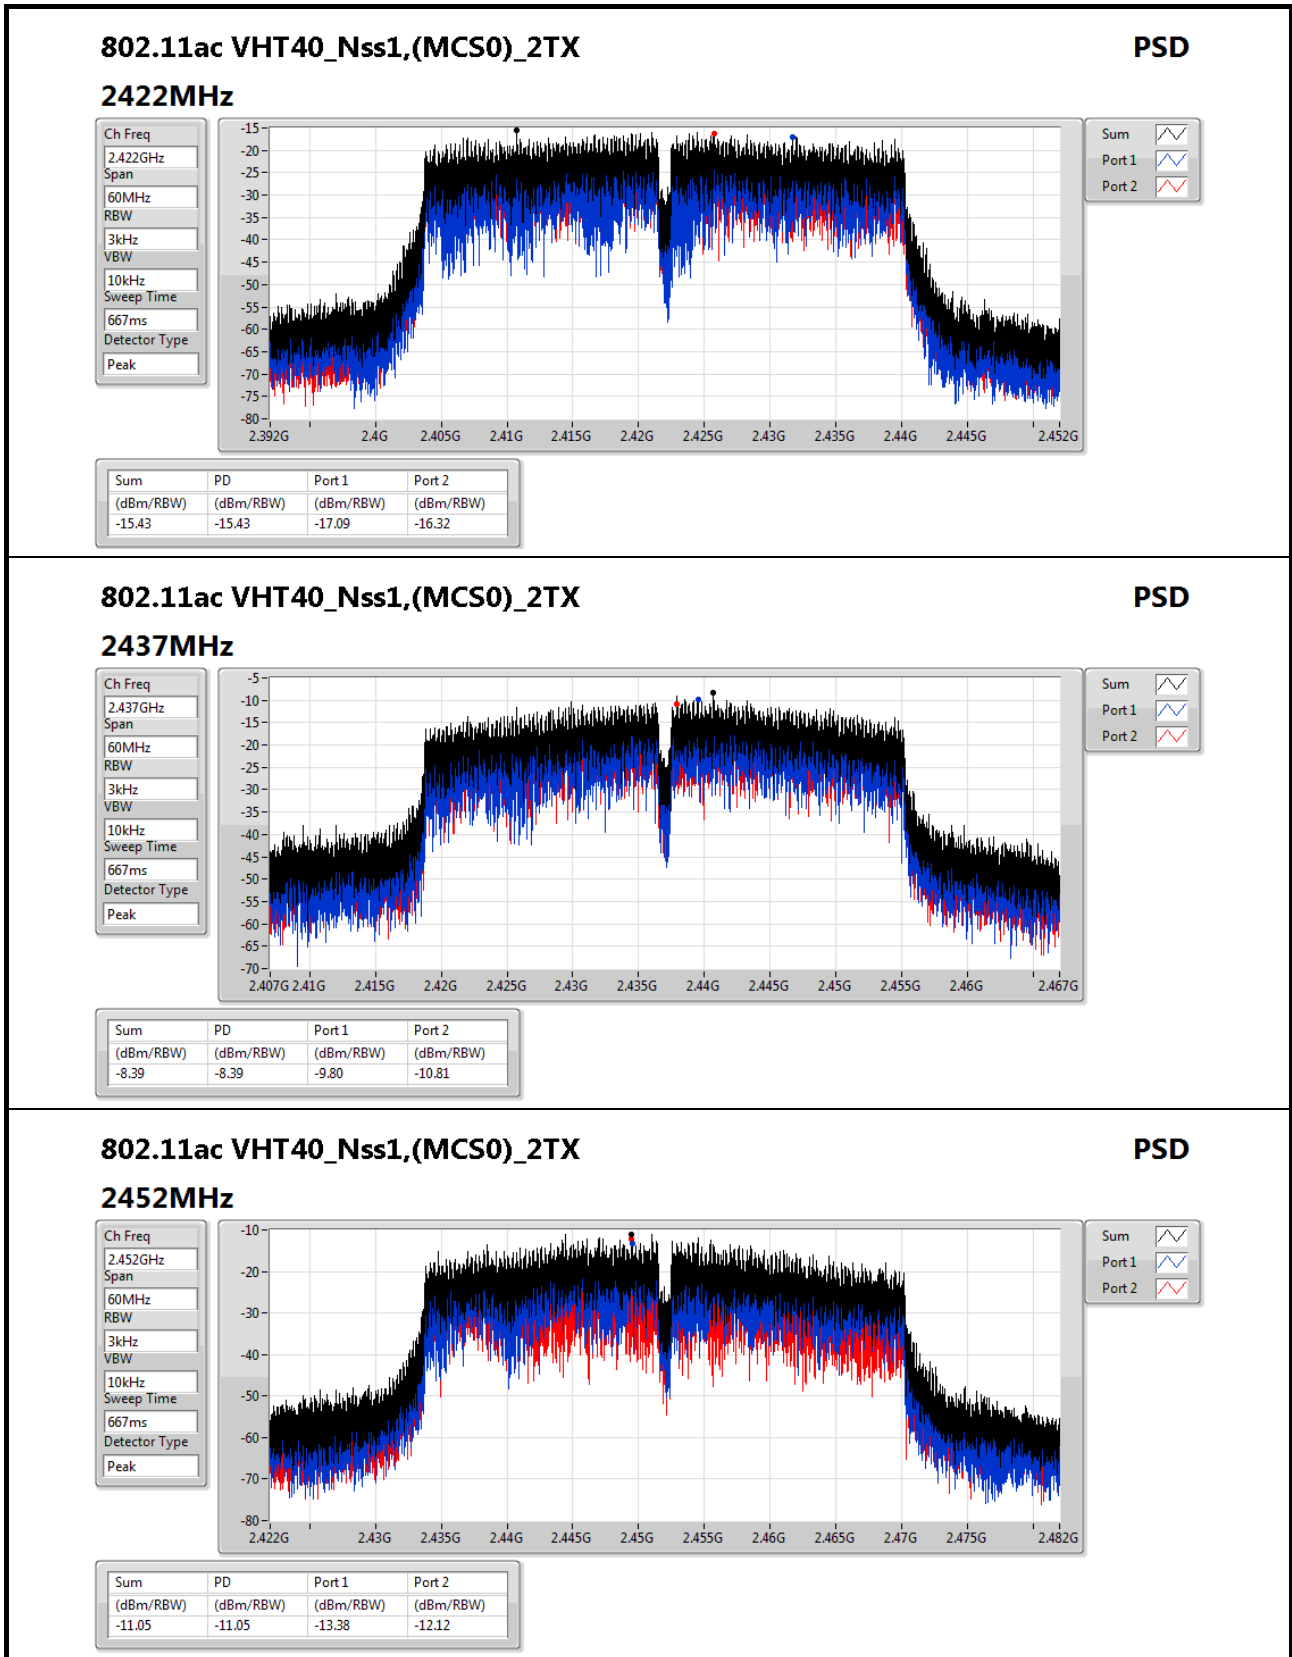 802.11ac VHT40_Nss1,(MCS0)_2TX PSD
2422MHz
Ch Freq
2.422GHz
Span
60MHz
RBW
3kHz
VBW
10kHz
Sweep Time
667ms
Detector Type
Peak
-15
-20
-25
-30
-35
-40
-45
-50
-55
-60
-65
-70
-75
-80
2.392G 2.4G 2.405G 2.41G 2.415G 2.42G 2.425G 2.43G 2.435G 2.44G 2.445G 2.452G
Sum
Port 1
Port 2
Sum PD Port 1 Port 2
(dBm/RBW) (dBm/RBW) (dBm/RBW) (dBm/RBW)
-15.43 -15.43 -17.09 -16.32
802.11ac VHT40_Nss1,(MCS0)_2TX PSD
2437MHz
Ch Freq
2.437GHz
Span
60MHz
RBW
3kHz
VBW
10kHz
Sweep Time
667ms
Detector Type
Peak
-5
-10
-15
-20
-25
-30
-35
-40
-45
-50
-55
-60
-65
-70
2.407G 2.41G 2.415G 2.42G 2.425G 2.43G 2.435G 2.44G 2.445G 2.45G 2.455G 2.46G 2.467G
Sum
Port 1
Port 2
Sum PD Port 1 Port 2
(dBm/RBW) (dBm/RBW) (dBm/RBW) (dBm/RBW)
-8.39 -8.39 -9.80 -10.81
802.11ac VHT40_Nss1,(MCS0)_2TX PSD
2452MHz
Ch Freq
2.452GHz
Span
60MHz
RBW
3kHz
VBW
10kHz
Sweep Time
667ms
Detector Type
Peak
-10
-20
-30
-40
-50
-60
-70
-80
2.422G 2.43G 2.435G 2.44G 2.445G 2.45G 2.455G 2.46G 2.465G 2.47G 2.475G 2.482G
Sum
Port 1
Port 2
Sum PD Port 1 Port 2
(dBm/RBW) (dBm/RBW) (dBm/RBW) (dBm/RBW)
-11.05 -11.05 -13.38 -12.12